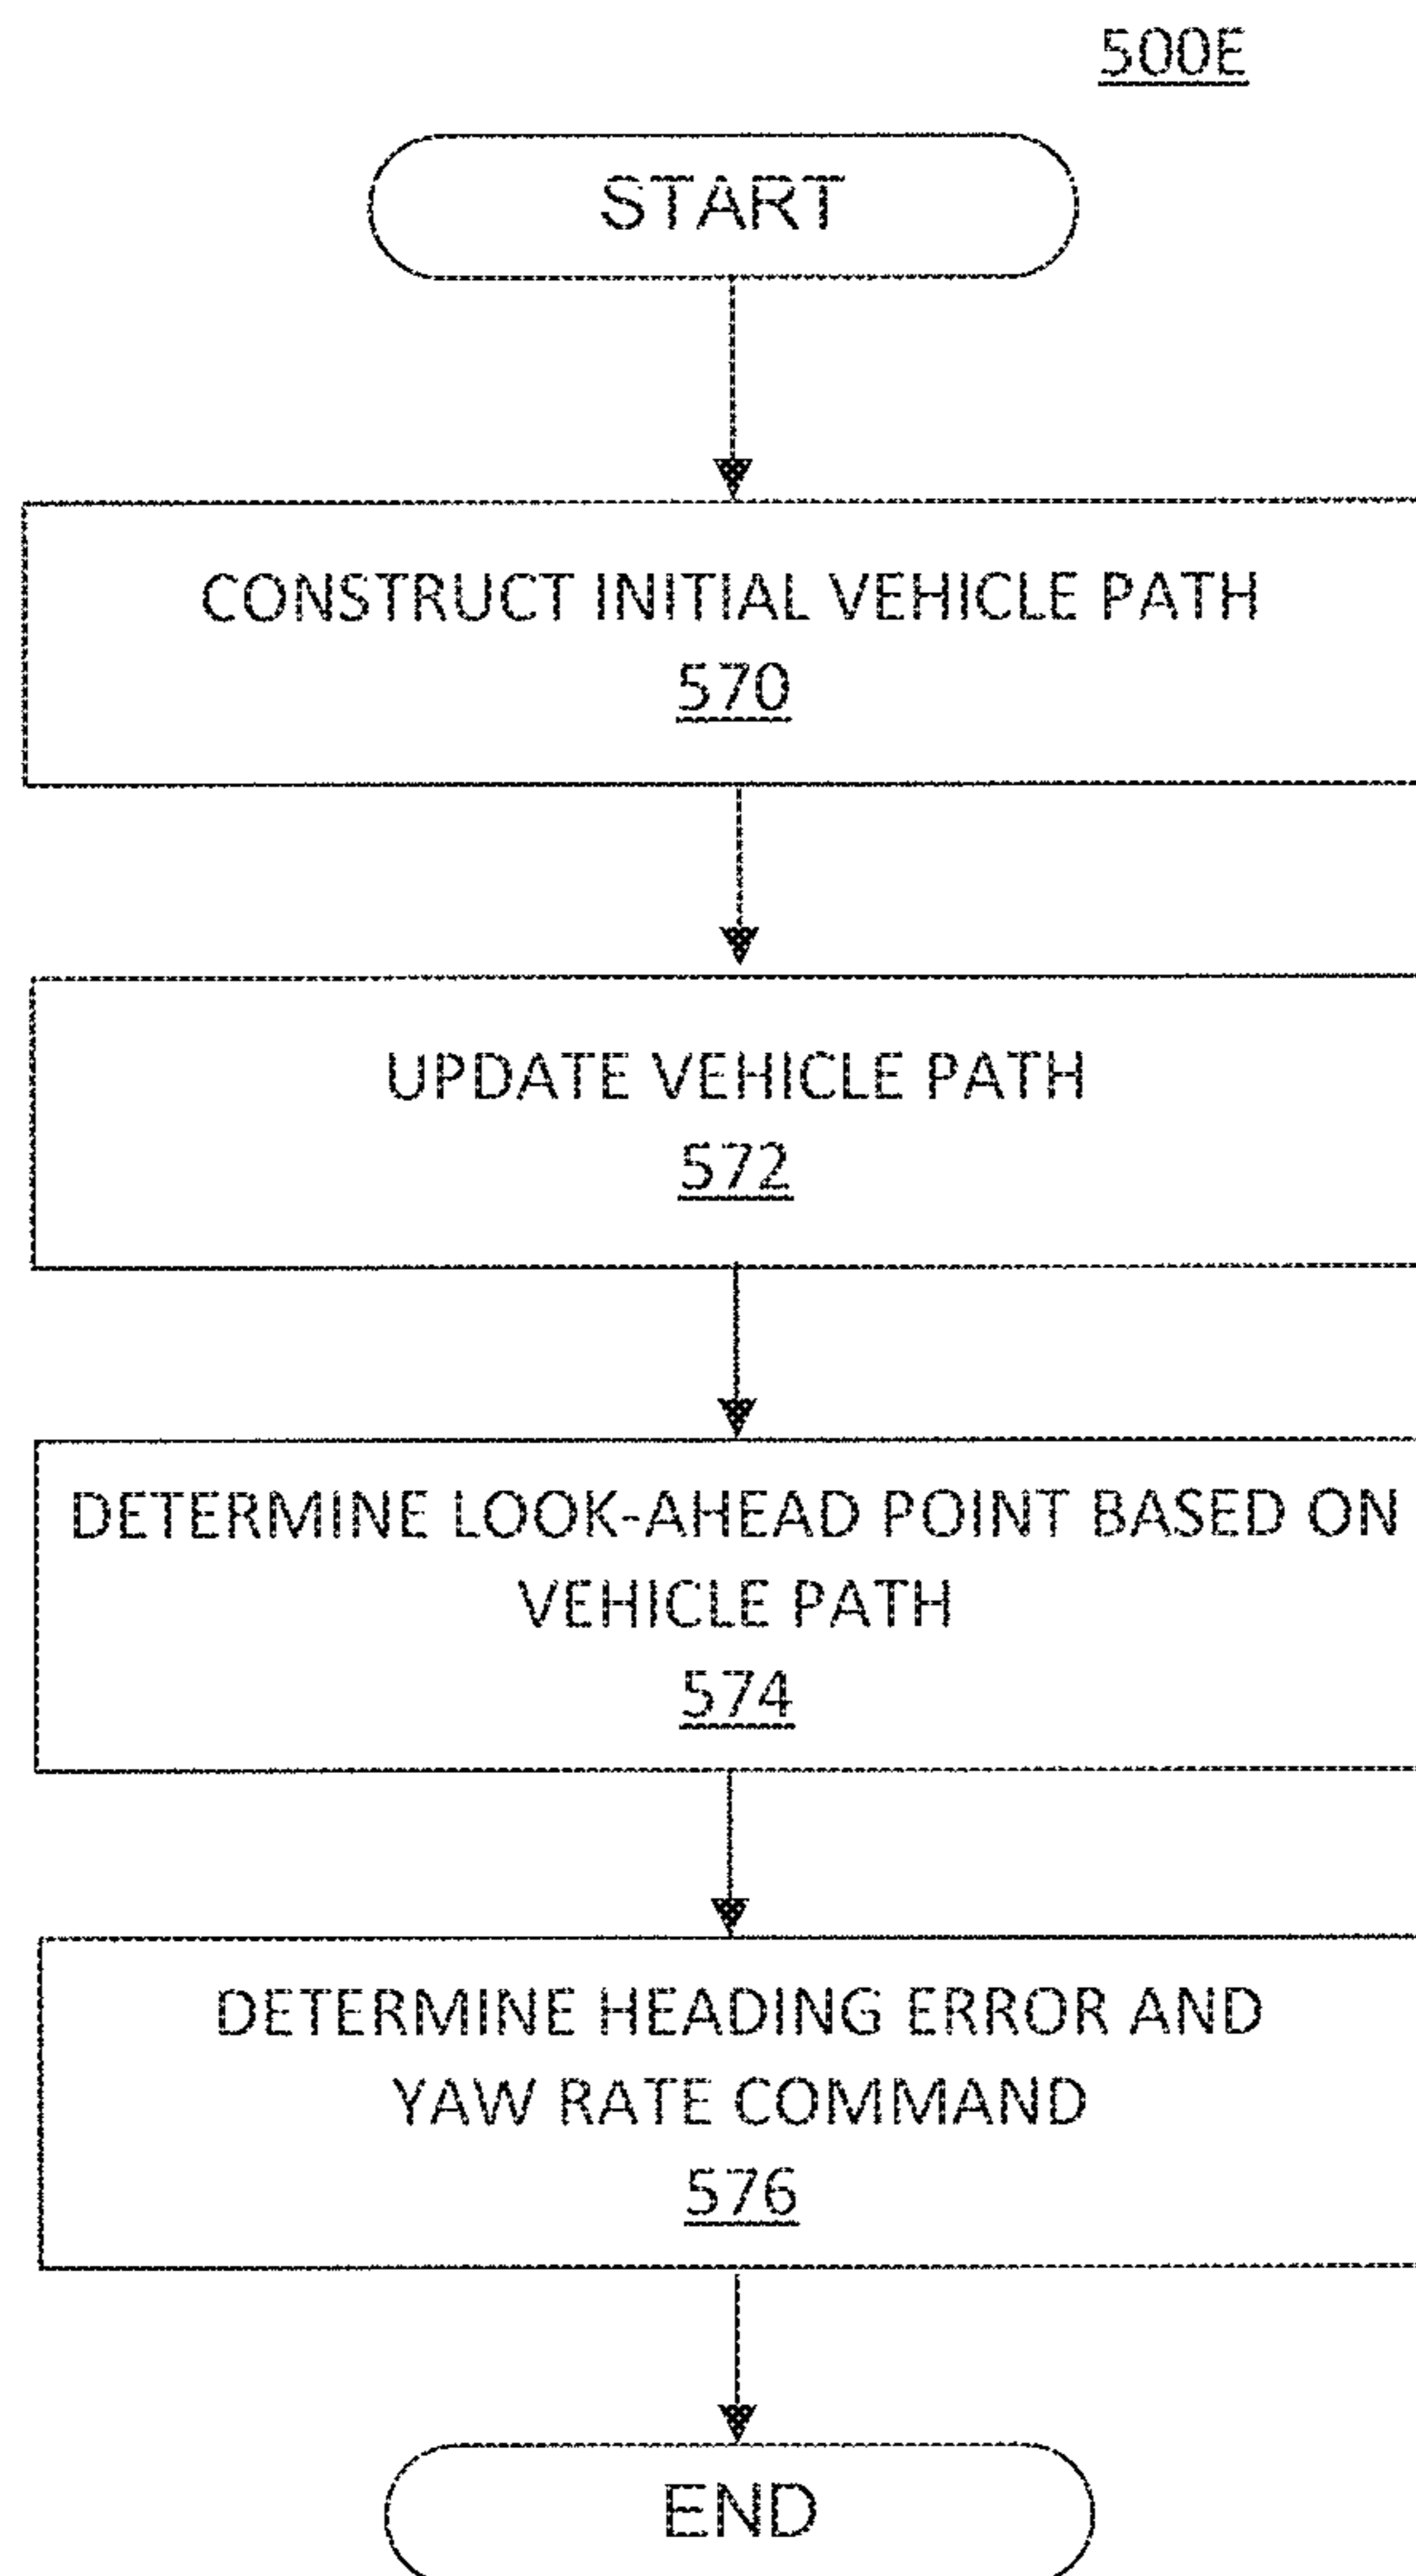 500E
START
CONSTRUCT INITIAL VEHICLE PATH
570
UPDATE VEHICLE PATH
572
DETERMINE LOOK-AHEAD POINT BASED ON
VEHICLE PATH
574
DETERMINE HEADING ERROR AND
YAW RATE COMMAND
576
END